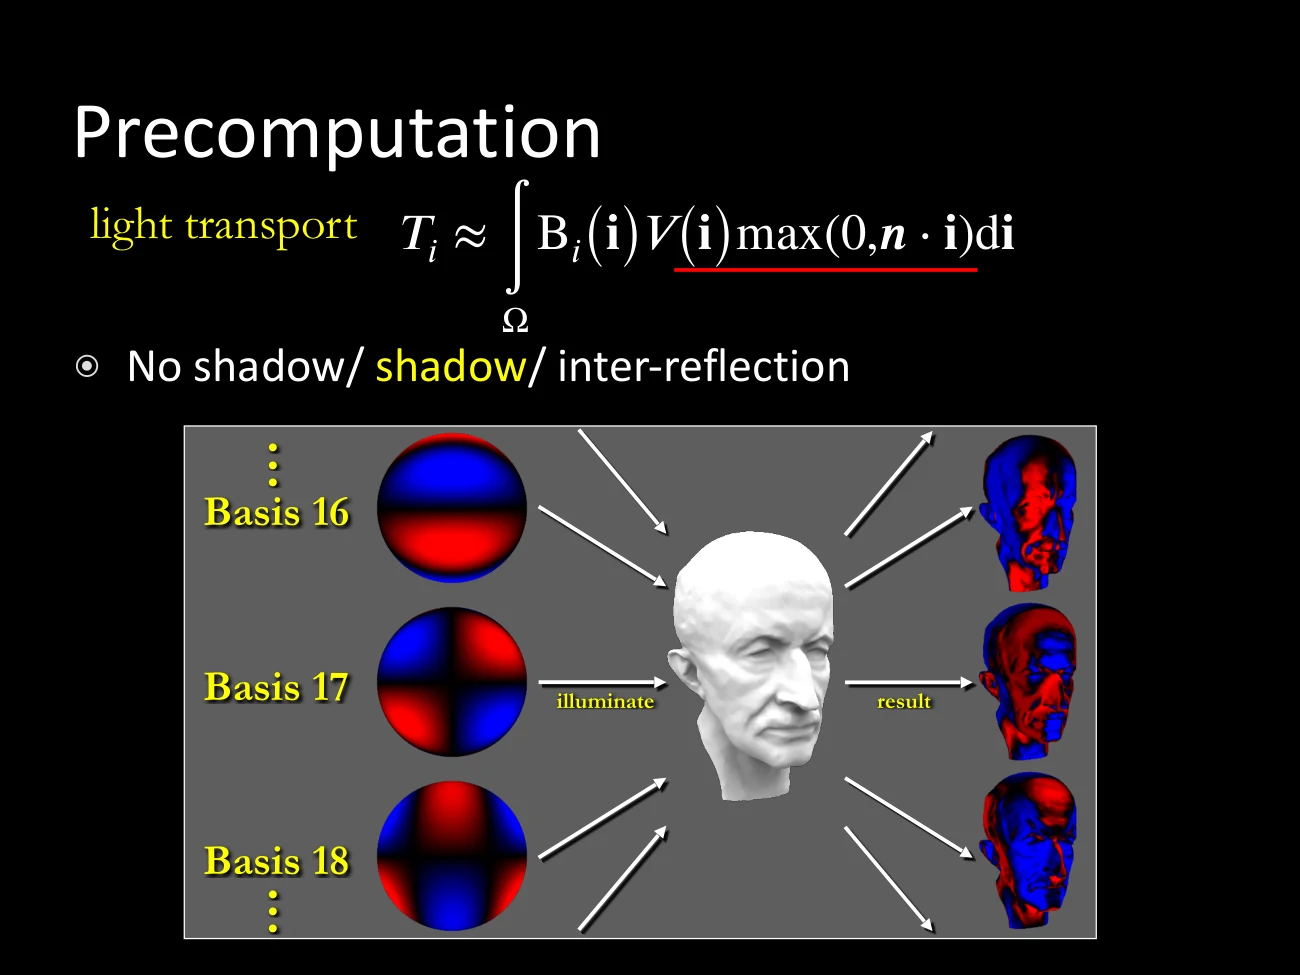 Precomputation
light transport T_i ≈ ∫_Ω B_i(i)V(i)max(0,n · i)di
No shadow/ shadow/ inter-reflection
Basis 16
Basis 17
illuminate
result
Basis 18